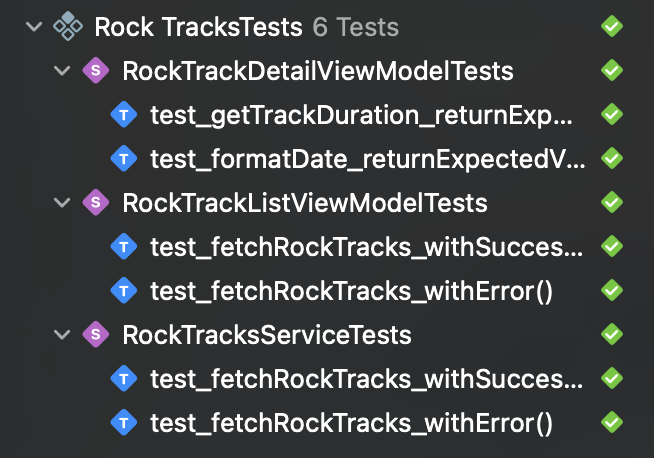 Rock TracksTests 6 Tests
S RockTrackDetailViewModelTests
T test_getTrackDuration_returnExp...
T test_formatDate_returnExpectedV...
S RockTrackListViewModelTests
T test_fetchRockTracks_withSucces...
T test_fetchRockTracks_withError()
S RockTracksServiceTests
T test_fetchRockTracks_withSucces...
T test_fetchRockTracks_withError()